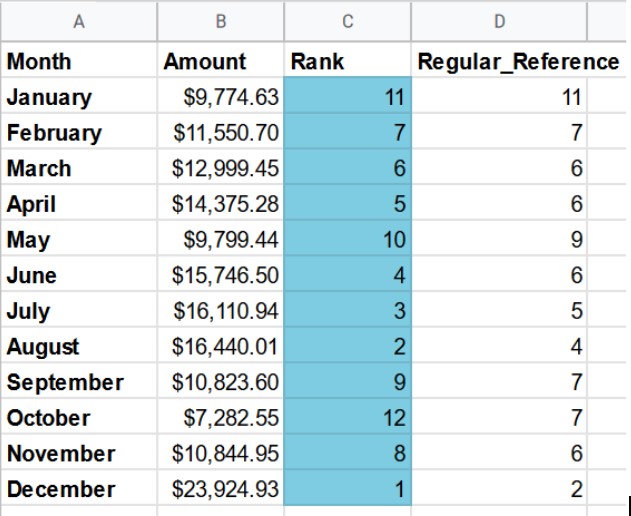 A B C D
Month Amount Rank Regular_Reference
January $9,774.63 11 11
February $11,550.70 7 7
March $12,999.45 6 6
April $14,375.28 5 6
May $9,799.44 10 9
June $15,746.50 4 6
July $16,110.94 3 5
August $16,440.01 2 4
September $10,823.60 9 7
October $7,282.55 12 7
November $10,844.95 8 6
December $23,924.93 1 2